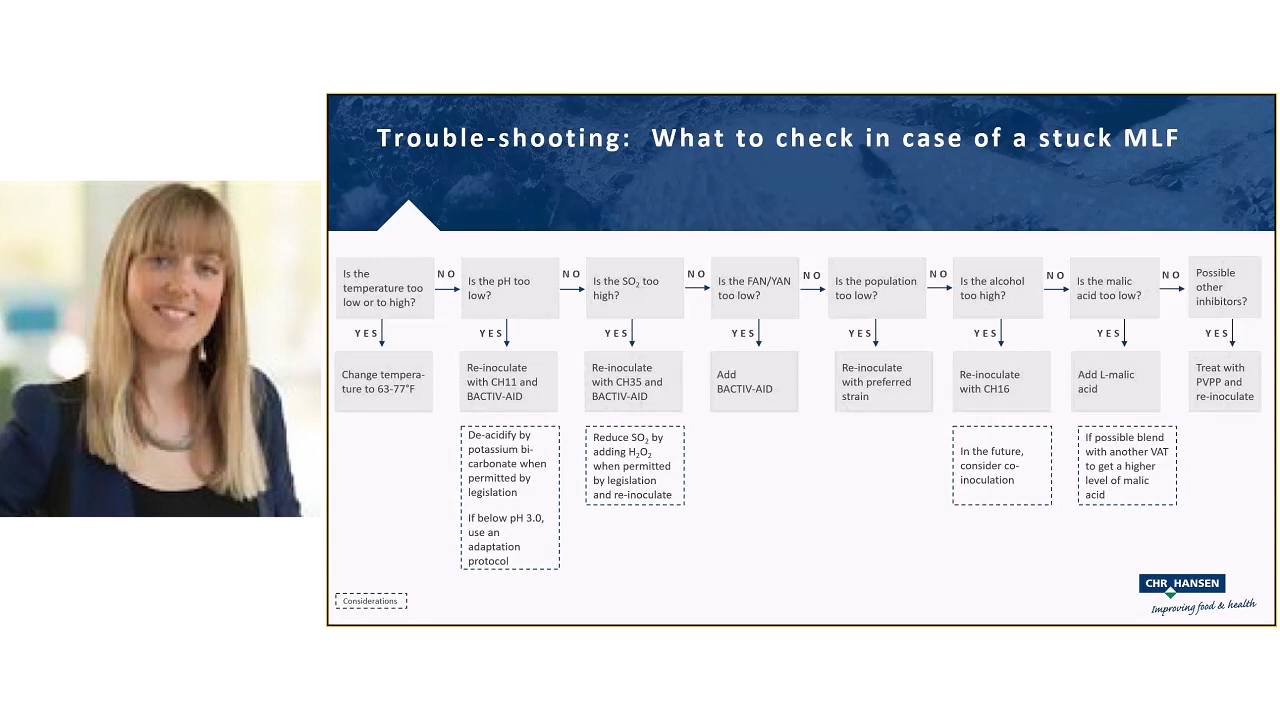 Trouble-shooting: What to check in case of a stuck MLF
Is the
temperature too
low or to high?
NO
Is the pH too
low?
NO
Is the SO₂ too
high?
NO
Is the FAN/YAN
too low?
NO
Is the population
too low?
NO
Is the alcohol
too high?
NO
Is the malic
acid too low?
NO
Possible
other
inhibitors?
YES
YES
YES
YES
YES
YES
YES
YES
Change tempera-
ture to 63-77°F
Re-inoculate
with CH11 and
BACTIV-AID
Re-inoculate
with CH35 and
BACTIV-AID
Add
BACTIV-AID
Re-inoculate
with preferred
strain
Re-inoculate
with CH16
Add L-malic
acid
Treat with
PVPP and
re-inoculate
De-acidify by
potassium bi-
carbonate when
permitted by
legislation
If below pH 3.0,
use an
adaptation
protocol
Reduce SO₂ by
adding H₂O₂
when permitted
by legislation
and re-inoculate
In the future,
consider co-
inoculation
If possible blend
with another VAT
to get a higher
level of malic
acid
Considerations
CHR HANSEN
Improving food & health